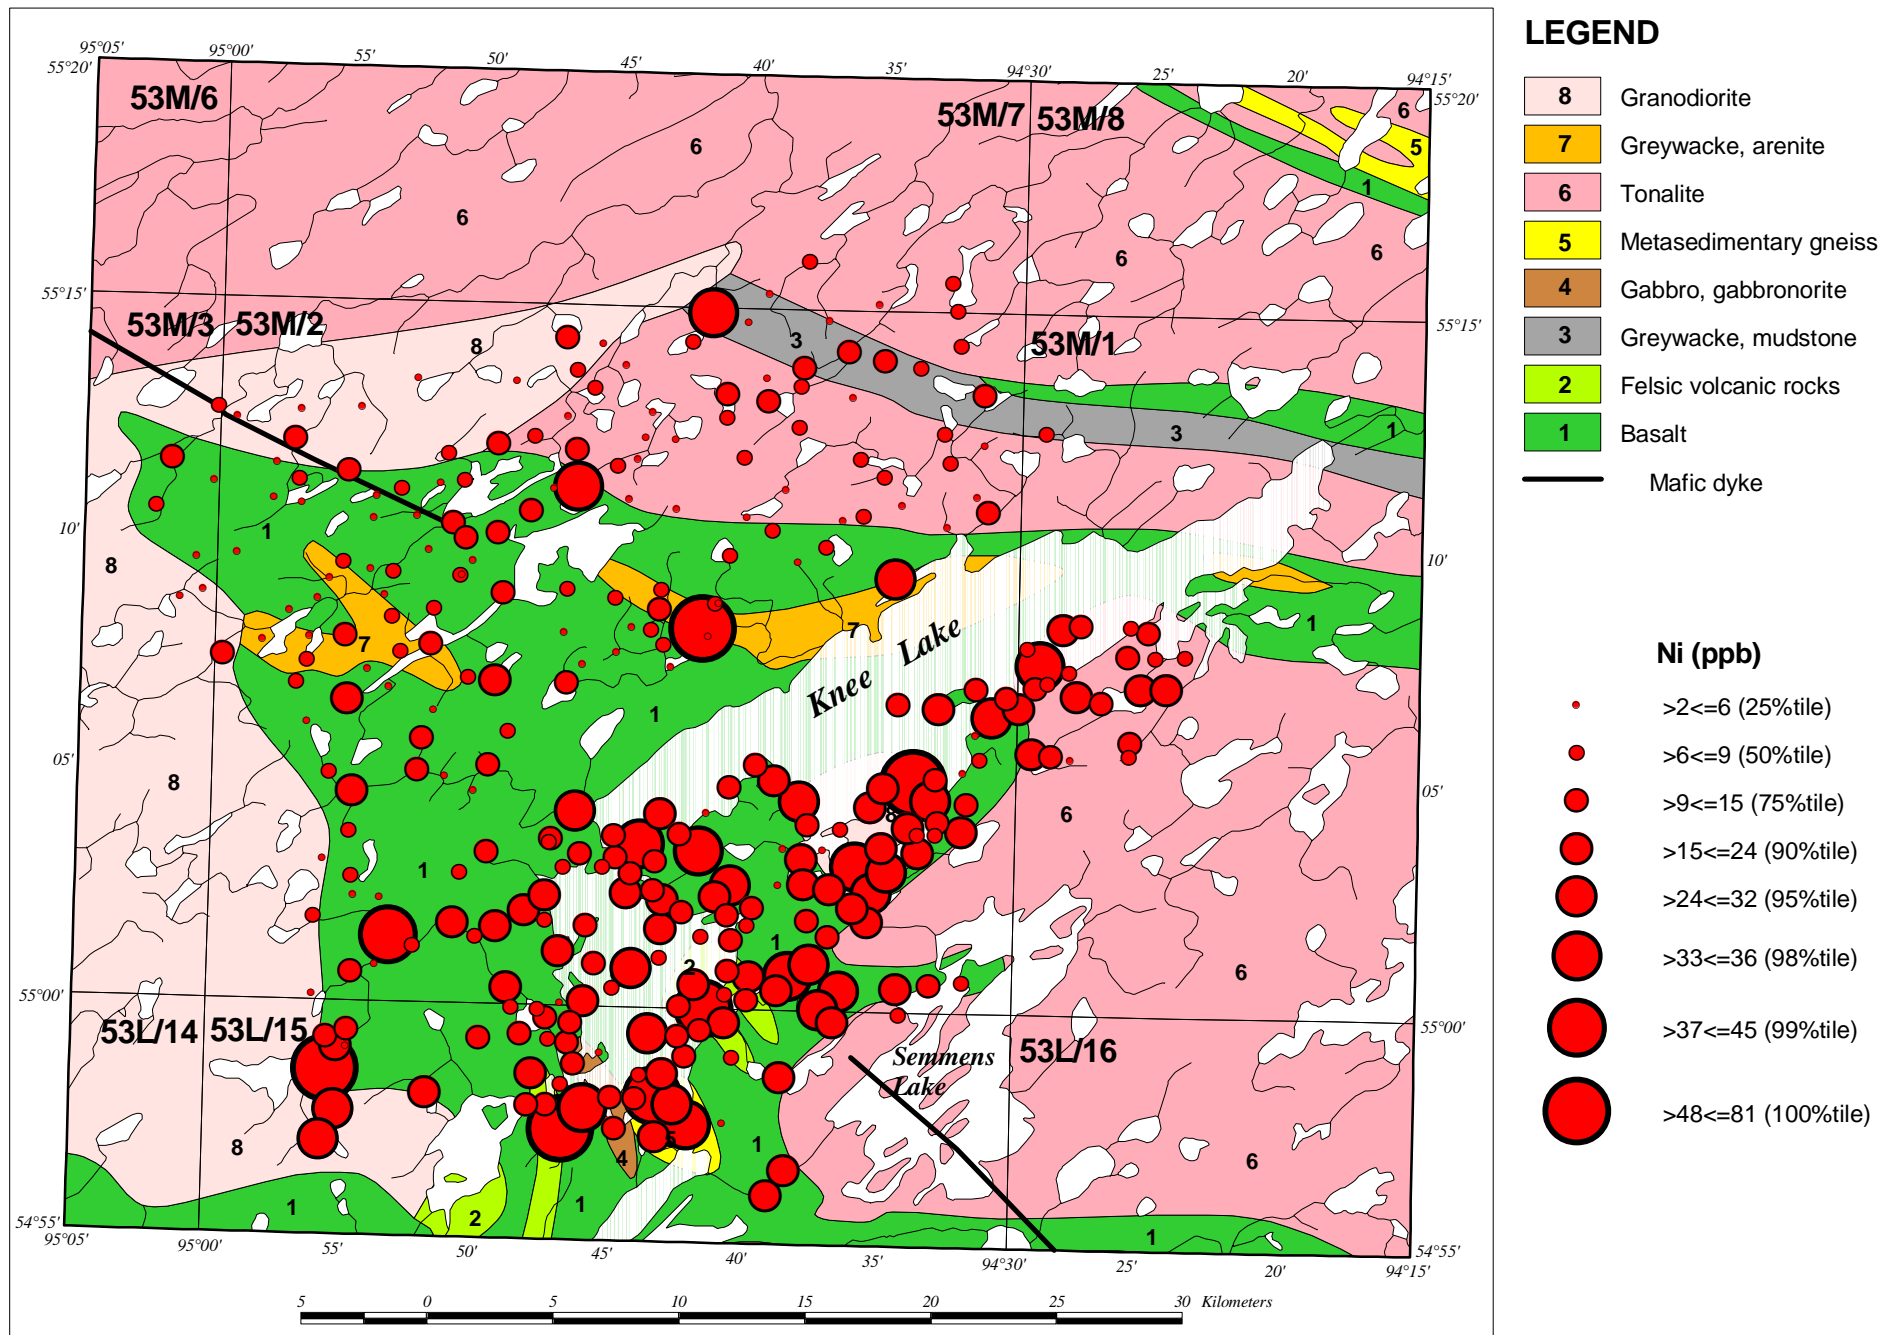 95°05' 95°00' 55' 50' 45' 40' 35' 94°30' 25' 20' 94°15'
55°20' 55°20'
53M/6 53M/7 53M/8
6
5
6
1
6
6
6
6
55°15' 55°15'
53M/3 53M/2 53M/1
8
3
3
1
10' 10'
1
8
7
7
1
Knee Lake
1
05' 05'
8
8
6
1
1
2
6
55°00' 55°00'
53L/14 53L/15 53L/16
Semmens
Lake
8
5
4
1
6
1
2
1
1
54°55' 54°55'
95°05' 95°00' 55' 50' 45' 40' 35' 94°30' 25' 20' 94°15'
5 0 5 10 15 20 25 30 Kilometers
LEGEND
8 Granodiorite
7 Greywacke, arenite
6 Tonalite
5 Metasedimentary gneiss
4 Gabbro, gabbronorite
3 Greywacke, mudstone
2 Felsic volcanic rocks
1 Basalt
Mafic dyke
Ni (ppb)
>2<=6 (25%tile)
>6<=9 (50%tile)
>9<=15 (75%tile)
>15<=24 (90%tile)
>24<=32 (95%tile)
>33<=36 (98%tile)
>37<=45 (99%tile)
>48<=81 (100%tile)